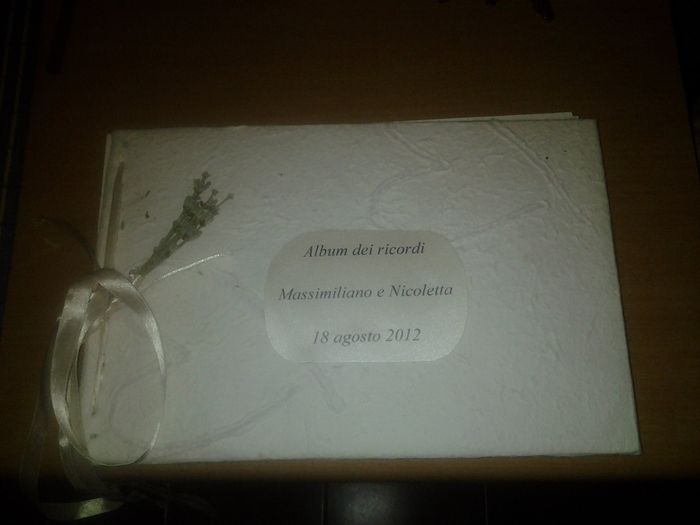 Album dei ricordi
Massimiliano e Nicoletta
18 agosto 2012